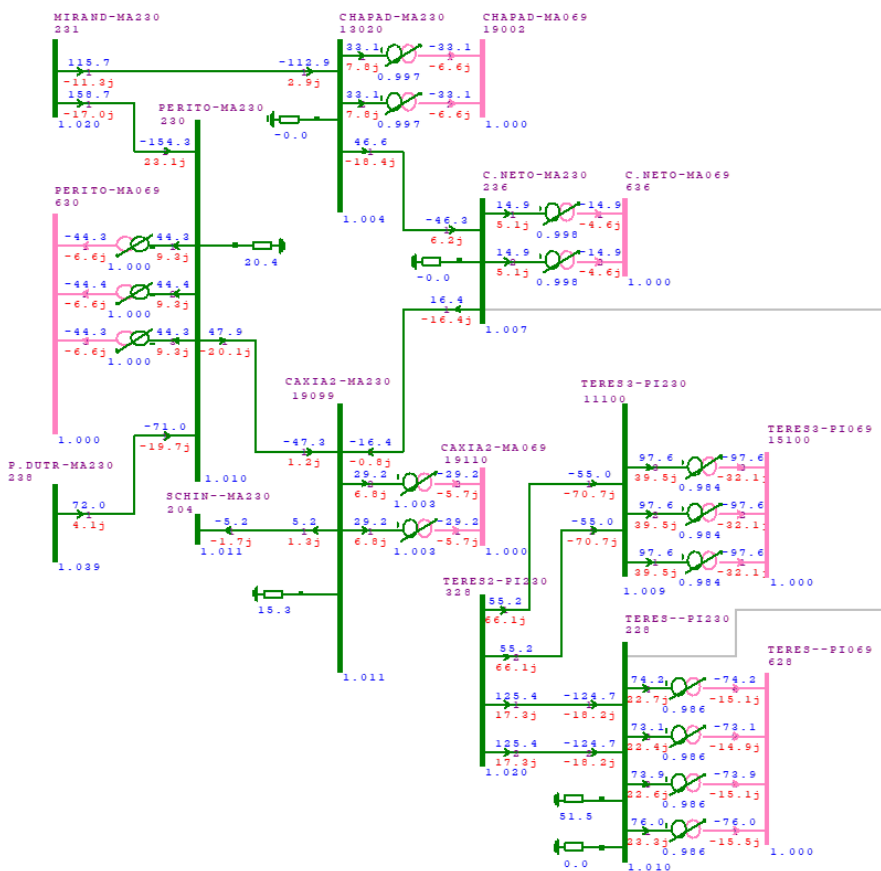 MIRAND-MA230
231
115.7
-11.3j
158.7
-17.0j
1.020
CHAPAD-MA230
13020
-112.9
2.9j
33.1
7.8j
0.997
33.1
7.8j
0.997
-0.0
46.6
-18.4j
1.004
CHAPAD-MA069
19002
-33.1
-6.6j
-33.1
-6.6j
1.000
PERITO-MA230
230
-154.3
23.1j
44.3
9.3j
44.4
9.3j
44.3
9.3j
20.4
47.9
-20.1j
-71.0
-19.7j
1.010
PERITO-MA069
630
-44.3
-6.6j
1.000
-44.4
-6.6j
1.000
-44.3
-6.6j
1.000
1.000
C.NETO-MA230
236
-46.3
6.2j
14.9
5.1j
0.998
14.9
5.1j
0.998
-0.0
16.4
-16.4j
1.007
C.NETO-MA069
636
-14.9
-4.6j
-14.9
-4.6j
1.000
P.DUTR-MA230
238
72.0
4.1j
1.039
SCHIN--MA230
204
-5.2
-1.7j
1.011
CAXIA2-MA230
19099
-47.3
1.2j
-16.4
-0.8j
29.2
6.8j
1.003
5.2
1.3j
29.2
6.8j
1.003
15.3
1.011
CAXIA2-MA069
19110
-29.2
-5.7j
-29.2
-5.7j
1.000
TERES3-PI230
11100
-55.0
-70.7j
-55.0
-70.7j
97.6
39.5j
0.984
97.6
39.5j
0.984
97.6
39.5j
0.984
1.009
TERES3-PI069
15100
-97.6
-32.1j
-97.6
-32.1j
-97.6
-32.1j
1.000
TERES2-PI230
328
55.2
66.1j
55.2
66.1j
125.4
17.3j
125.4
17.3j
1.020
TERES--PI230
228
-124.7
-18.2j
-124.7
-18.2j
74.2
22.7j
0.986
73.1
22.4j
0.986
73.9
22.6j
0.986
76.0
23.3j
0.986
51.5
0.0
1.010
TERES--PI069
628
-74.2
-15.1j
-73.1
-14.9j
-73.9
-15.1j
-76.0
-15.5j
1.000